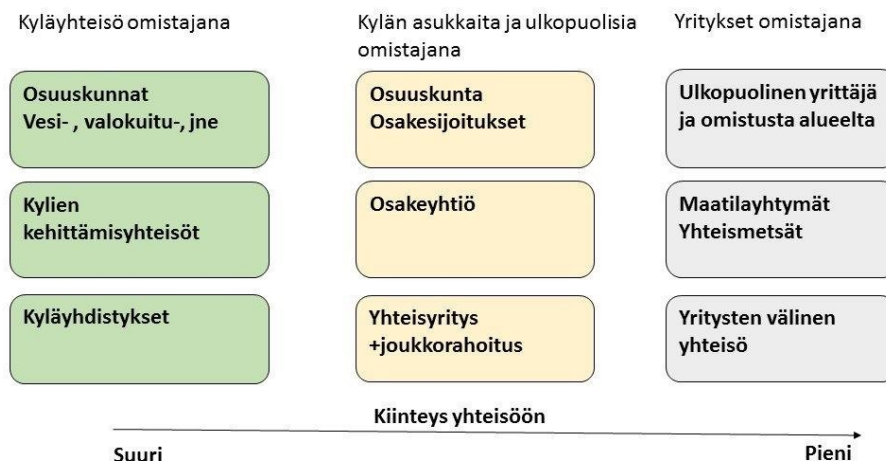 Kyläyhteisö omistajana
Kylän asukkaita ja ulkopuolisia
omistajana
Yritykset omistajana
Osuuskunnat
Vesi- , valokuitu-, jne
Osuuskunta
Osakesijoitukset
Ulkopuolinen yrittäjä
ja omistusta alueelta
Kylien
kehittämisyhteisöt
Osakeyhtiö
Maatilayhtymät
Yhteismetsät
Kyläyhdistykset
Yhteisyritys
+joukkorahoitus
Yritysten välinen
yhteisö
Kiinteys yhteisöön
Suuri
Pieni